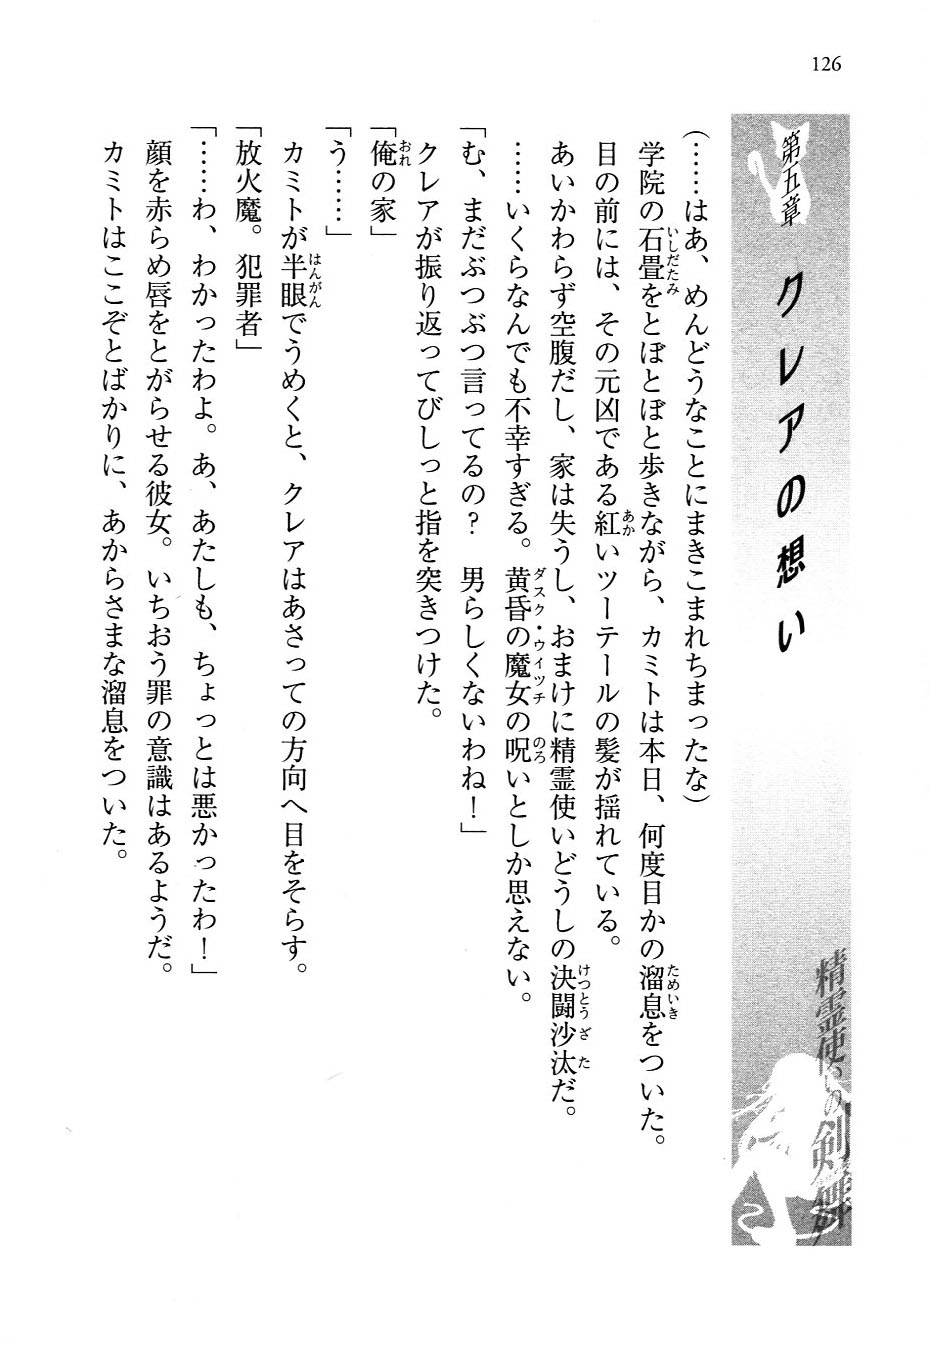 126
第五章 クレアの想い
精霊使いの剣舞
(……はあ、めんどうなことにまきこまれちまったな)
学院の石畳をとぼとぼと歩きながら、カミトは本日、何度目かの溜息をついた。
目の前には、その元凶である紅いツーテールの髪が揺れている。
あいかわらず空腹だし、家は失うし、おまけに精霊使いどうしの決闘沙汰だ。
……いくらなんでも不幸すぎる。黄昏の魔女の呪いとしか思えない。
「む、まだぶつぶつ言ってるの? 男らしくないわね!」
クレアが振り返ってびしっと指を突きつけた。
「俺の家」
「う……」
カミトが半眼でうめくと、クレアはあさっての方向へ目をそらす。
「放火魔。犯罪者」
「……わ、わかったわよ。あ、あたしも、ちょっとは悪かったわ!」
顔を赤らめ唇をとがらせる彼女。いちおう罪の意識はあるようだ。
カミトはここぞとばかりに、あからさまな溜息をついた。